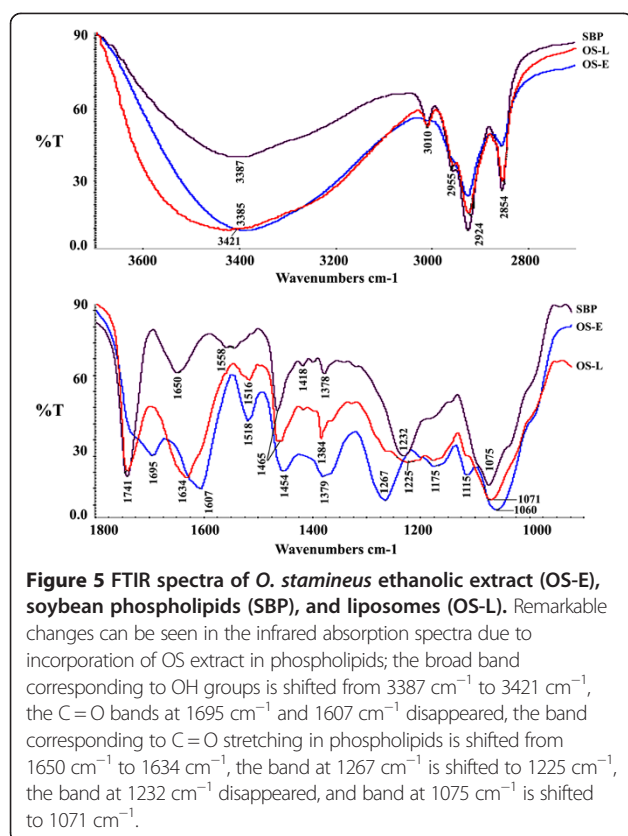 90
60
%T
30
0.0
SBP
OS-L
OS-E
3387
3385
3421
3010
2955
2924
2854
3600 3400 3200 3000 2800
Wavenumbers cm-1
90
60
%T
30
0.0
SBP
OS-E
OS-L
1741
1695
1650
1634
1607
1558
1516
1518
1465
1454
1418
1378
1384
1379
1267
1232
1225
1175
1115
1075
1071
1060
1800 1600 1400 1200 1000
Wavenumbers cm-1
Figure 5 FTIR spectra of O. stamineus ethanolic extract (OS-E),
soybean phospholipids (SBP), and liposomes (OS-L). Remarkable
changes can be seen in the infrared absorption spectra due to
incorporation of OS extract in phospholipids; the broad band
corresponding to OH groups is shifted from 3387 cm⁻¹ to 3421 cm⁻¹,
the C = O bands at 1695 cm⁻¹ and 1607 cm⁻¹ disappeared, the band
corresponding to C = O stretching in phospholipids is shifted from
1650 cm⁻¹ to 1634 cm⁻¹, the band at 1267 cm⁻¹ is shifted to 1225 cm⁻¹,
the band at 1232 cm⁻¹ disappeared, and band at 1075 cm⁻¹ is shifted
to 1071 cm⁻¹.